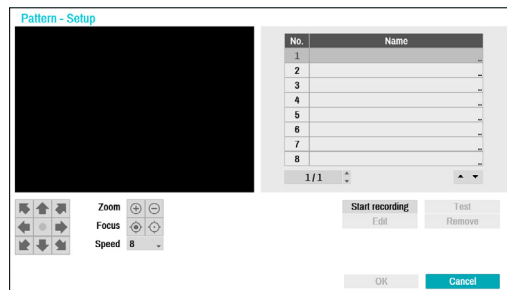 Pattern - Setup
No. Name
1 ...
2 ...
3 ...
4 ...
5 ...
6 ...
7 ...
8 ...
1/1
Zoom
Focus
Speed 8
Start recording Test
Edit Remove
OK Cancel